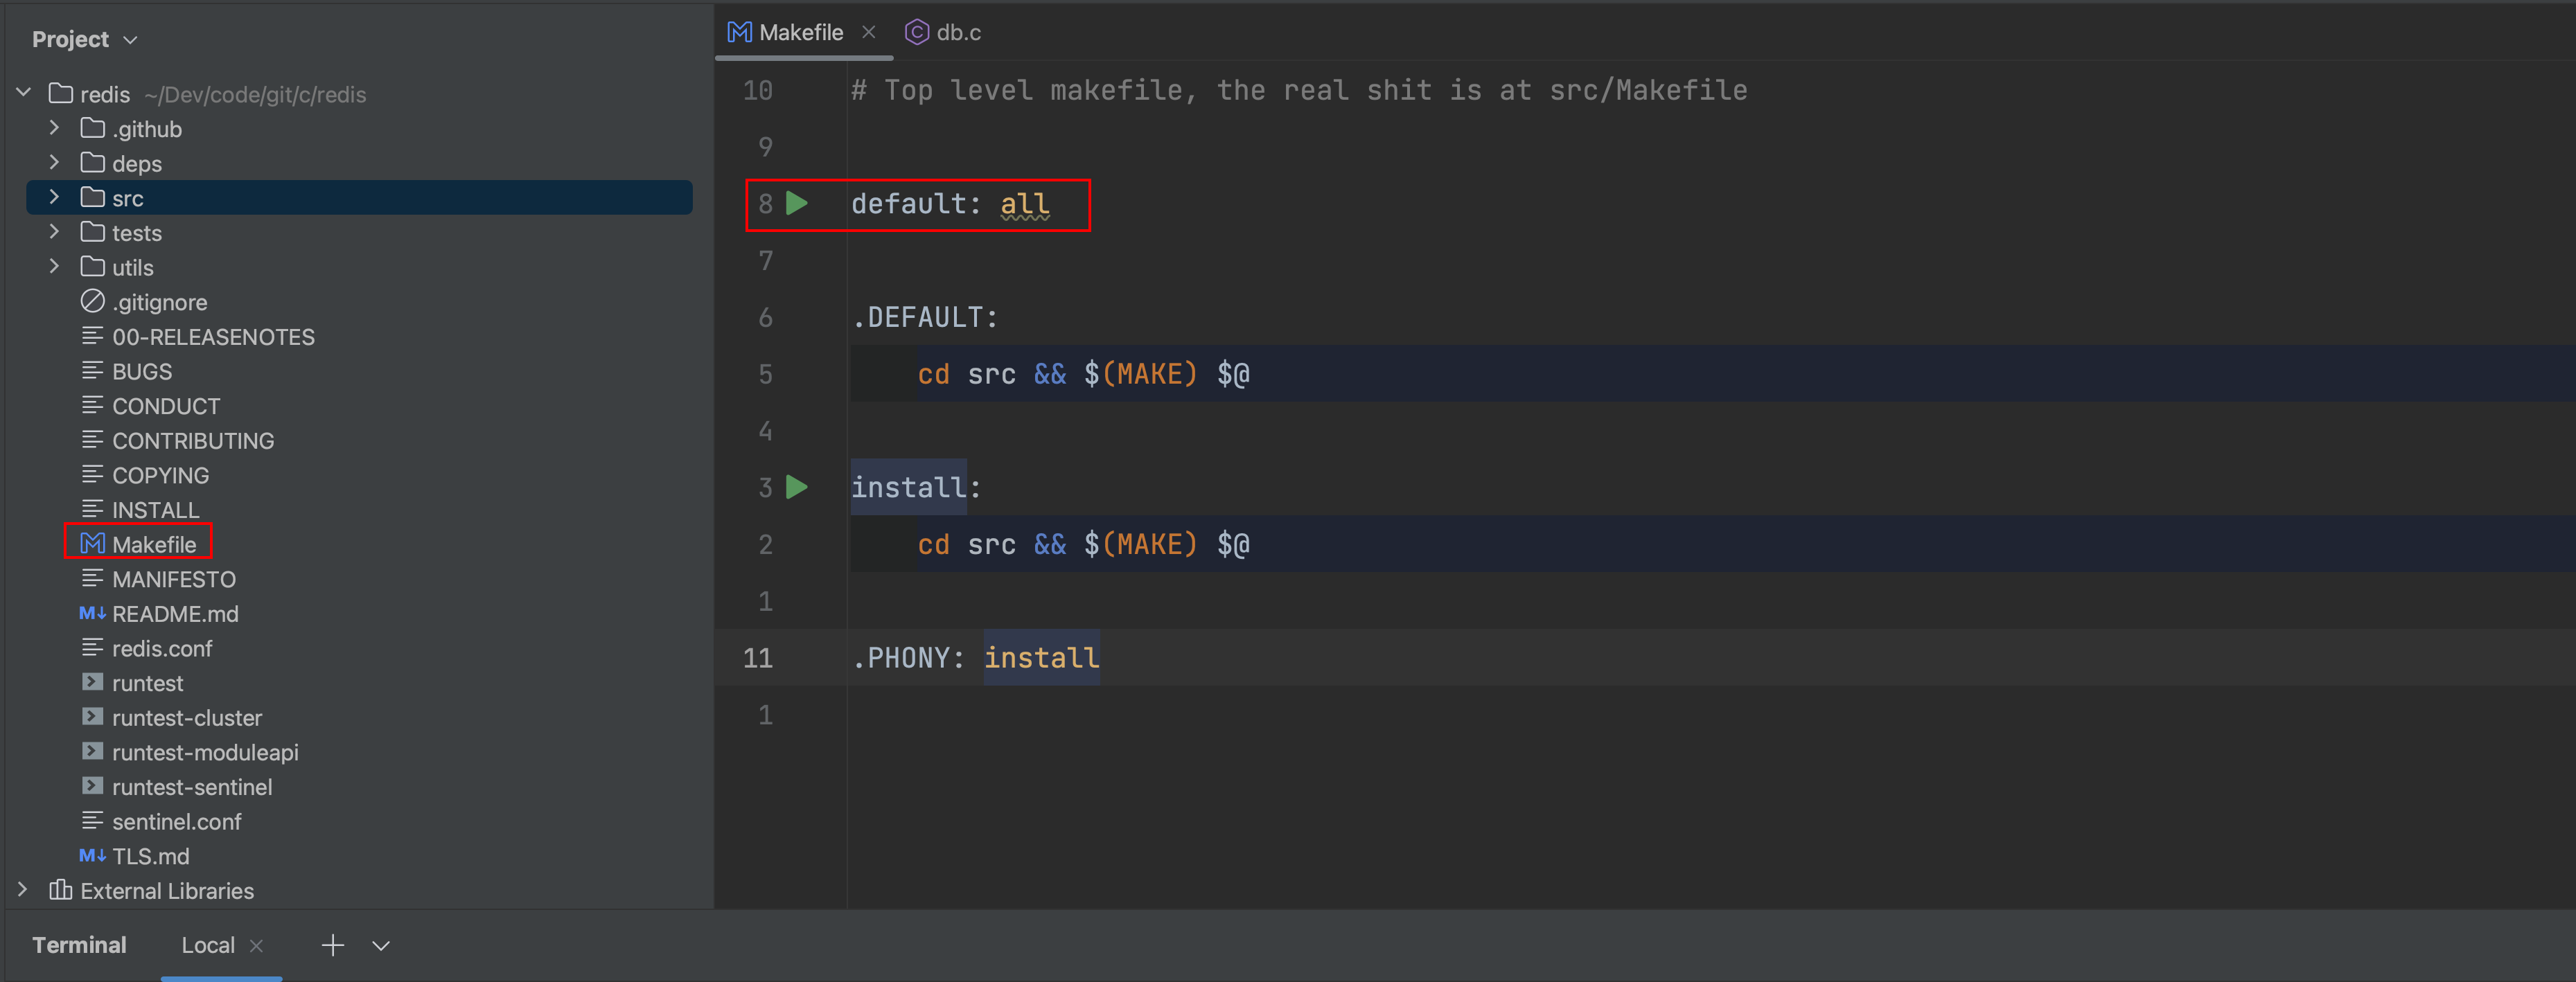 Project
redis ~/Dev/code/git/c/redis
.github
deps
src
tests
utils
.gitignore
00-RELEASENOTES
BUGS
CONDUCT
CONTRIBUTING
COPYING
INSTALL
Makefile
MANIFESTO
M↓ README.md
redis.conf
runtest
runtest-cluster
runtest-moduleapi
runtest-sentinel
sentinel.conf
M↓ TLS.md
External Libraries
Makefile db.c
10 # Top level makefile, the real shit is at src/Makefile
9
8 default: all
7
6 .DEFAULT:
5 cd src && $(MAKE) $@
4
3 install:
2 cd src && $(MAKE) $@
1
11 .PHONY: install
1
Terminal Local